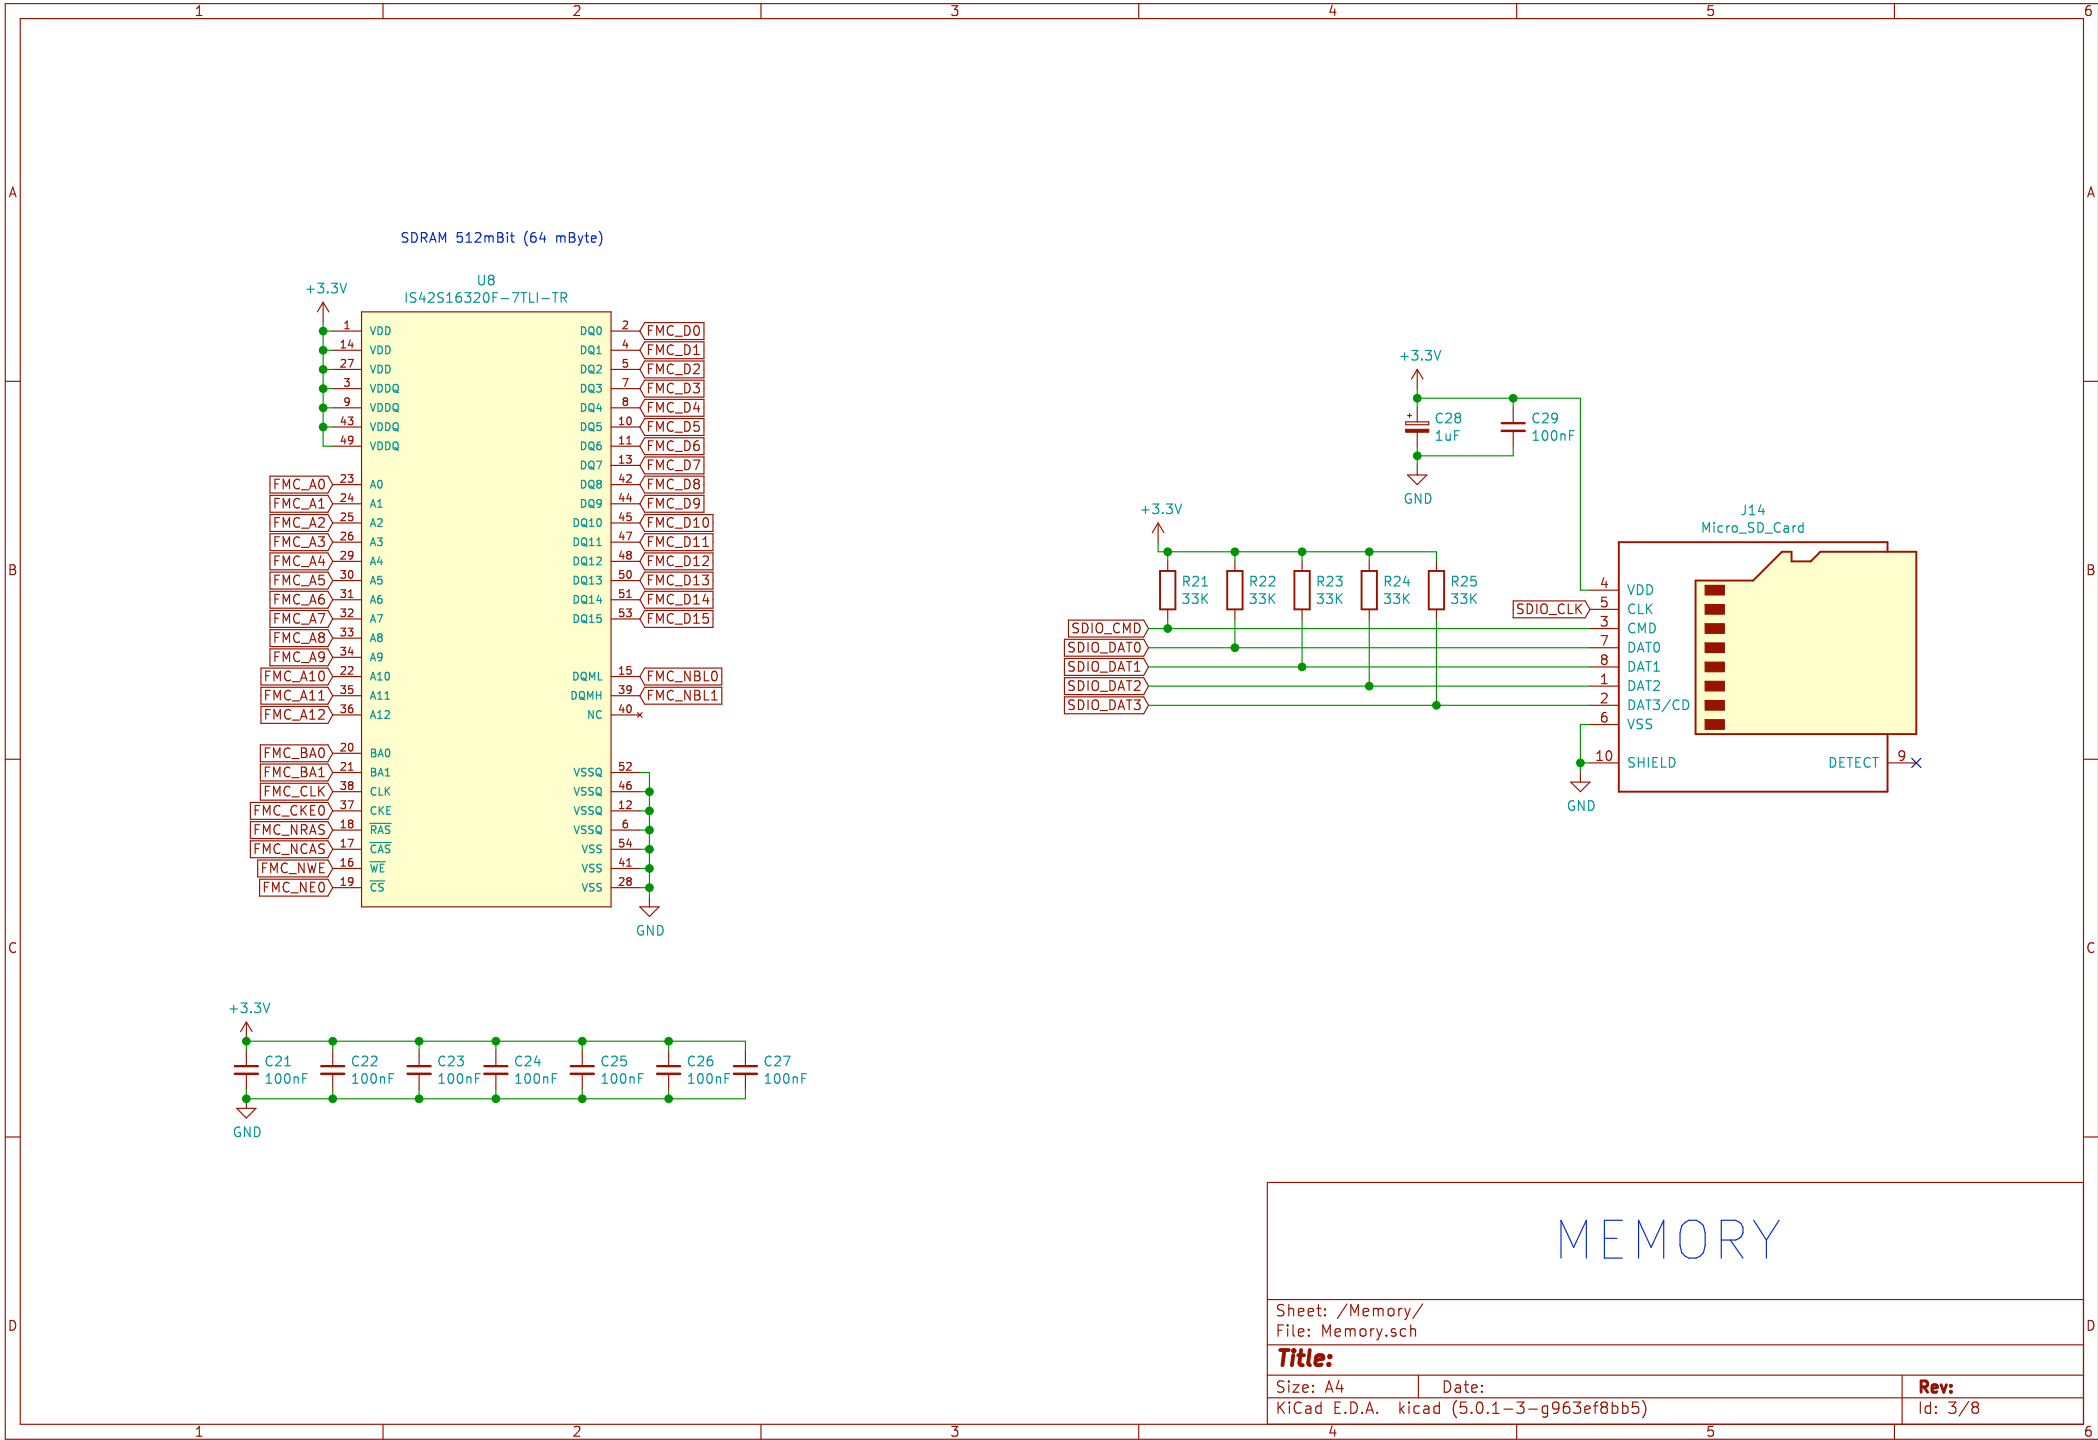 1 2 3 4 5 6
A A
B B
C C
D D
SDRAM 512mBit (64 mByte)
U8
IS42S16320F-7TLI-TR
+3.3V
1 VDD DQ0 2 FMC_D0
14 VDD DQ1 4 FMC_D1
27 VDD DQ2 5 FMC_D2
3 VDDQ DQ3 7 FMC_D3
9 VDDQ DQ4 8 FMC_D4
43 VDDQ DQ5 10 FMC_D5
49 VDDQ DQ6 11 FMC_D6
DQ7 13 FMC_D7
FMC_A0 23 A0 DQ8 42 FMC_D8
FMC_A1 24 A1 DQ9 44 FMC_D9
FMC_A2 25 A2 DQ10 45 FMC_D10
FMC_A3 26 A3 DQ11 47 FMC_D11
FMC_A4 29 A4 DQ12 48 FMC_D12
FMC_A5 30 A5 DQ13 50 FMC_D13
FMC_A6 31 A6 DQ14 51 FMC_D14
FMC_A7 32 A7 DQ15 53 FMC_D15
FMC_A8 33 A8
FMC_A9 34 A9
FMC_A10 22 A10 DQML 15 FMC_NBL0
FMC_A11 35 A11 DQMH 39 FMC_NBL1
FMC_A12 36 A12 NC 40
FMC_BA0 20 BA0
FMC_BA1 21 BA1 VSSQ 52
FMC_CLK 38 CLK VSSQ 46
FMC_CKE0 37 CKE VSSQ 12
FMC_NRAS 18 RAS VSSQ 6
FMC_NCAS 17 CAS VSS 54
FMC_NWE 16 WE VSS 41
FMC_NE0 19 CS VSS 28
GND
+3.3V
C21 C22 C23 C24 C25 C26 C27
100nF 100nF 100nF 100nF 100nF 100nF 100nF
GND
+3.3V
+
C28 C29
1uF 100nF
GND
+3.3V
R21 R22 R23 R24 R25
33K 33K 33K 33K 33K
J14
Micro_SD_Card
4 VDD
SDIO_CLK 5 CLK
SDIO_CMD 3 CMD
SDIO_DAT0 7 DAT0
SDIO_DAT1 8 DAT1
SDIO_DAT2 1 DAT2
SDIO_DAT3 2 DAT3/CD
6 VSS
10 SHIELD DETECT 9
GND
MEMORY
Sheet: /Memory/
File: Memory.sch
Title:
Size: A4 Date: Rev:
KiCad E.D.A. kicad (5.0.1-3-g963ef8bb5) Id: 3/8
1 2 3 4 5 6